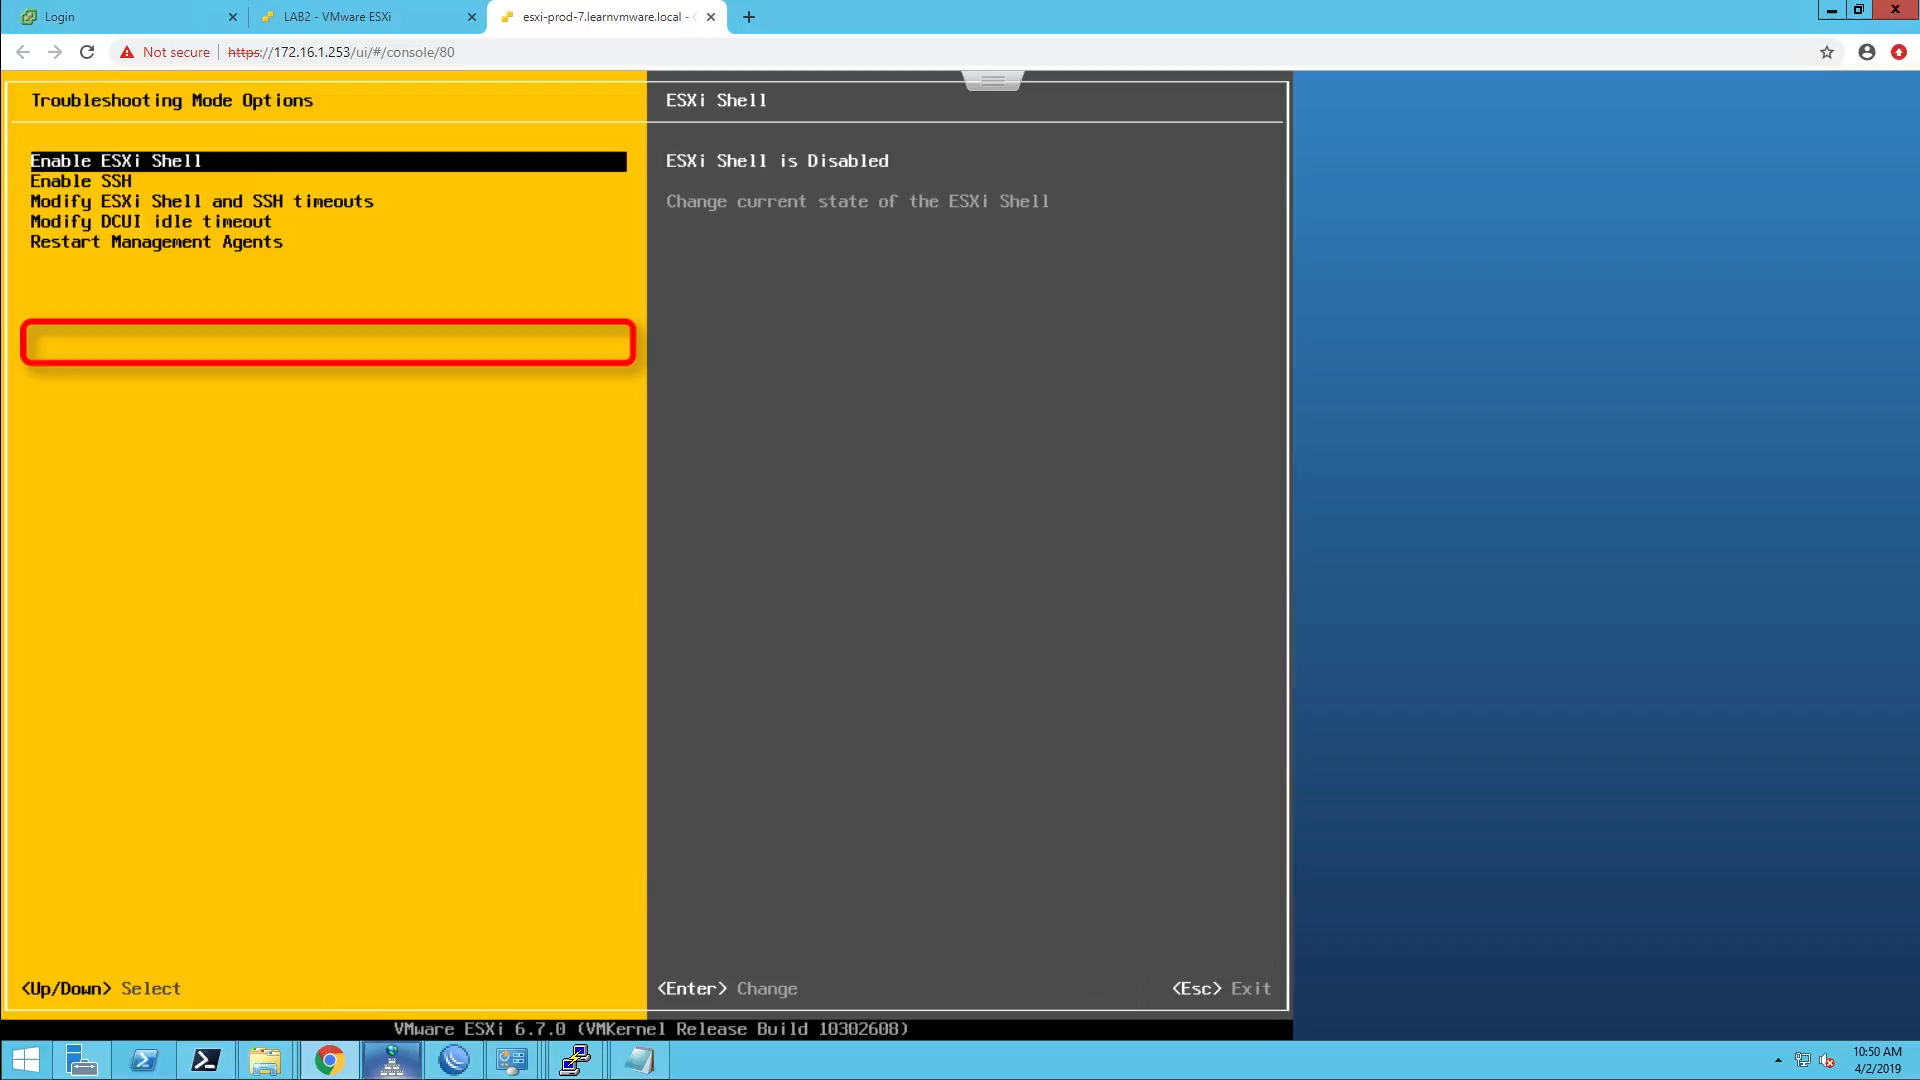 Login
LAB2 - VMware ESXi
esxi-prod-7.learnvmware.local -
Not secure
https://172.16.1.253/ui/#/console/80
Troubleshooting Mode Options
Enable ESXi Shell
Enable SSH
Modify ESXi Shell and SSH timeouts
Modify DCUI idle timeout
Restart Management Agents
ESXi Shell
ESXi Shell is Disabled
Change current state of the ESXi Shell
<Up/Down> Select
<Enter> Change
<Esc> Exit
VMware ESXi 6.7.0 (VMKernel Release Build 10302608)
10:50 AM
4/2/2019